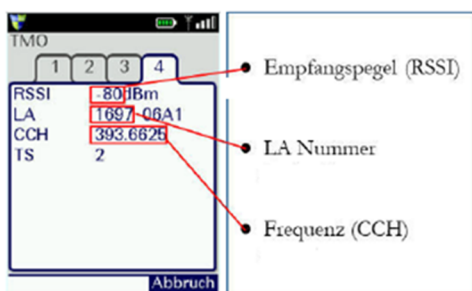 TMO
1 2 3 4
RSSI -80dBm
LA 1697 06A1
CCH 393.6625
TS 2
Abbruch
Empfangspegel (RSSI)
LA Nummer
Frequenz (CCH)